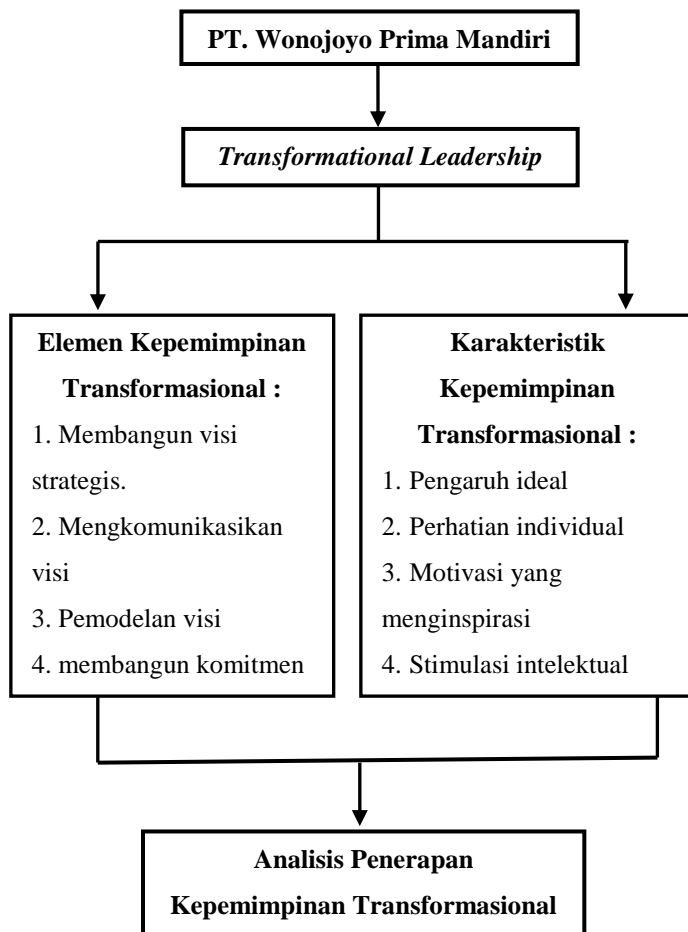 PT. Wonojoyo Prima Mandiri
Transformational Leadership
Elemen Kepemimpinan
Transformasional :
1. Membangun visi
strategis.
2. Mengkomunikasikan
visi
3. Pemodelan visi
4. membangun komitmen
Karakteristik
Kepemimpinan
Transformasional :
1. Pengaruh ideal
2. Perhatian individual
3. Motivasi yang
menginspirasi
4. Stimulasi intelektual
Analisis Penerapan
Kepemimpinan Transformasional